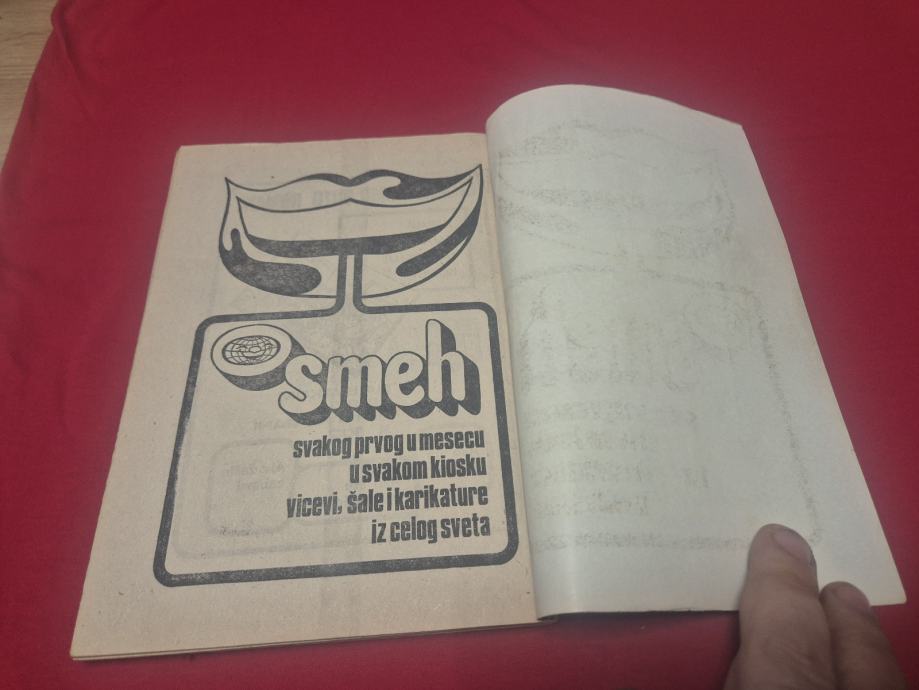 smeh
svakog prvog u mesecu
u svakom kiosku
vicevi, šale i karikature
iz celog sveta